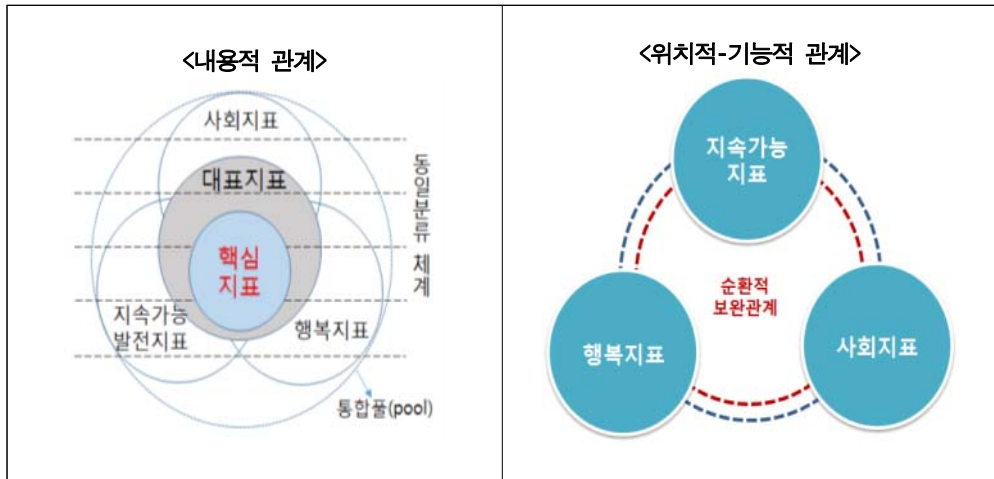 <내용적 관계>
사회지표
대표지표
핵심
지표
지속가능
발전지표
행복지표
동일분류 체계
통합풀(pool)
<위치적-기능적 관계>
지속가능
지표
순환적
보완관계
행복지표
사회지표